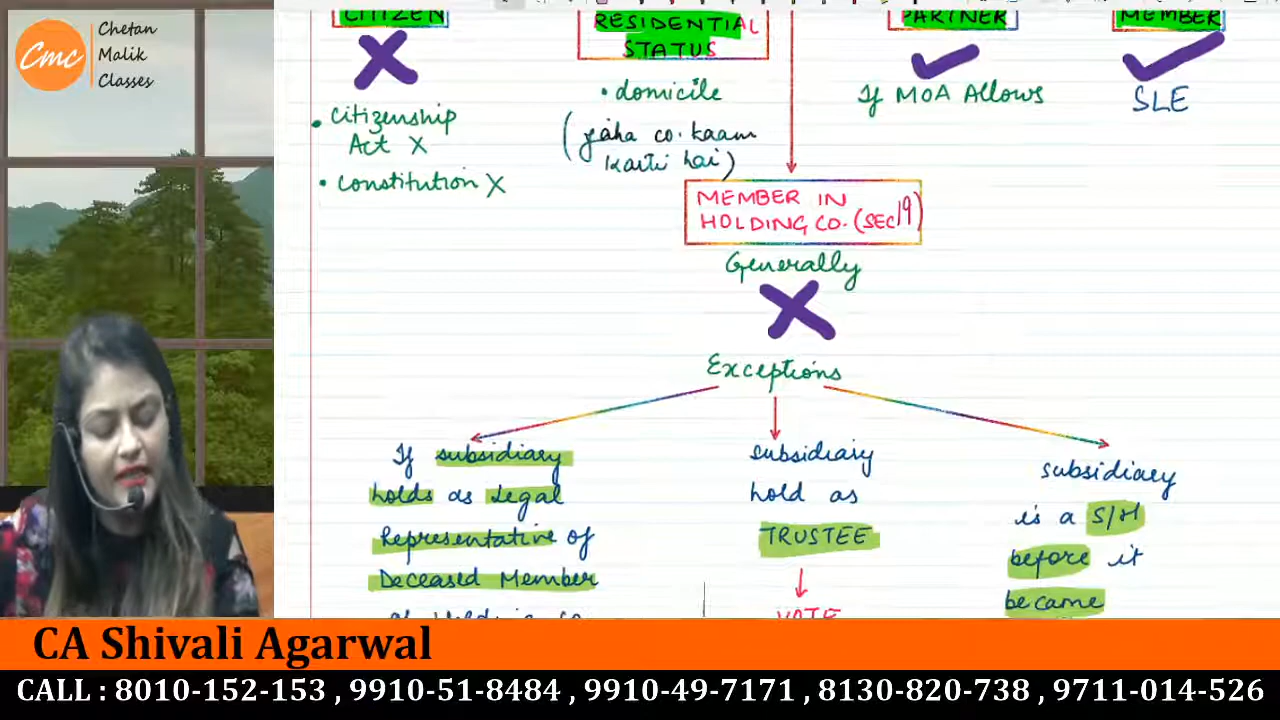 Cmc
Chetan
Malik
Classes
CITIZEN
RESIDENTIAL
STATUS
PARTNER
MEMBER
• domicile
(jaha co. kaam
karti hai)
If MOA Allows
SLE
• Citizenship
Act X
• Constitution X
MEMBER IN
HOLDING CO. (SEC 19)
Generally
Exceptions
If subsidiary
holds as Legal
Representative of
Deceased Member
subsidiary
hold as
TRUSTEE
VOTE
subsidiary
is a S/H
before it
became
CA Shivali Agarwal
CALL : 8010-152-153 , 9910-51-8484 , 9910-49-7171 , 8130-820-738 , 9711-014-526